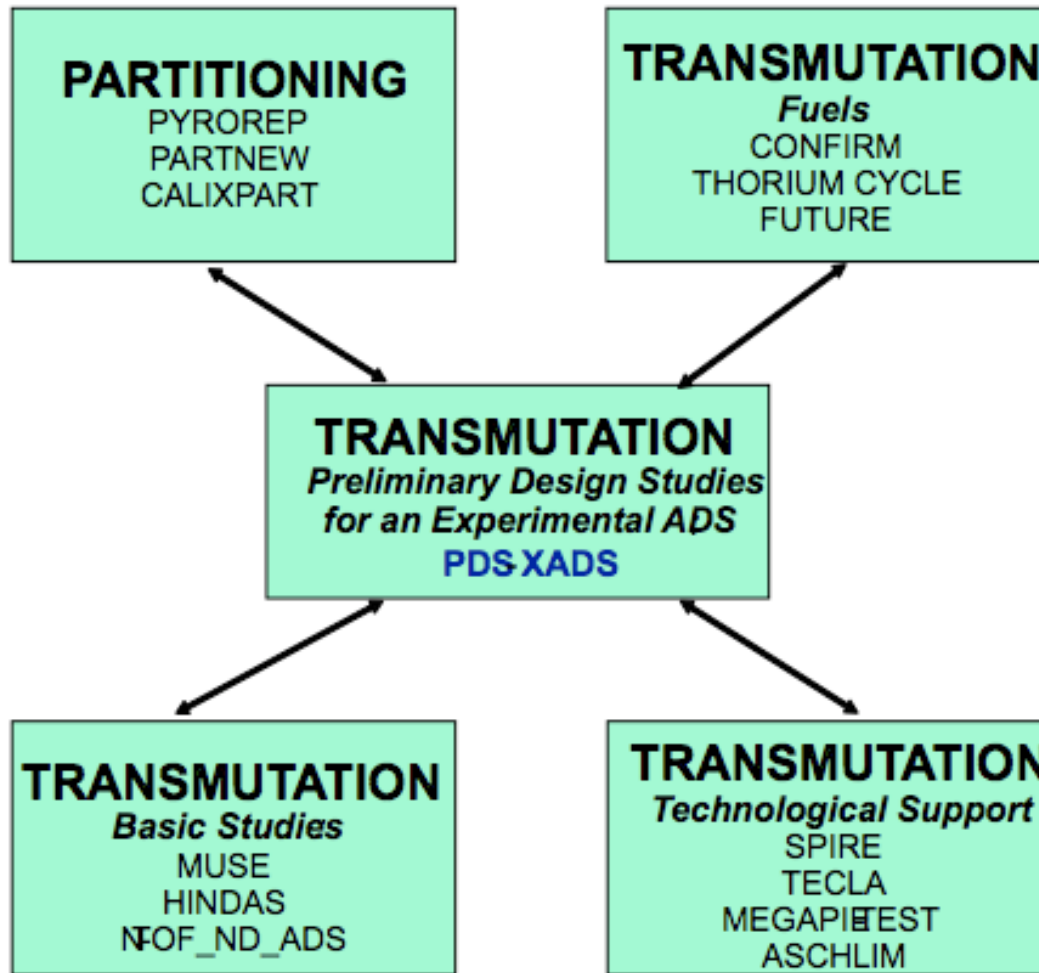 PARTITIONING
PYROREP
PARTNEW
CALIXPART
TRANSMUTATION
Fuels
CONFIRM
THORIUM CYCLE
FUTURE
TRANSMUTATION
Preliminary Design Studies
for an Experimental ADS
PDS-XADS
TRANSMUTATION
Basic Studies
MUSE
HINDAS
TRANSMUTATION
Technological Support
SPIRE
TECLA
MEGAPIE-TEST
ASCHLIM